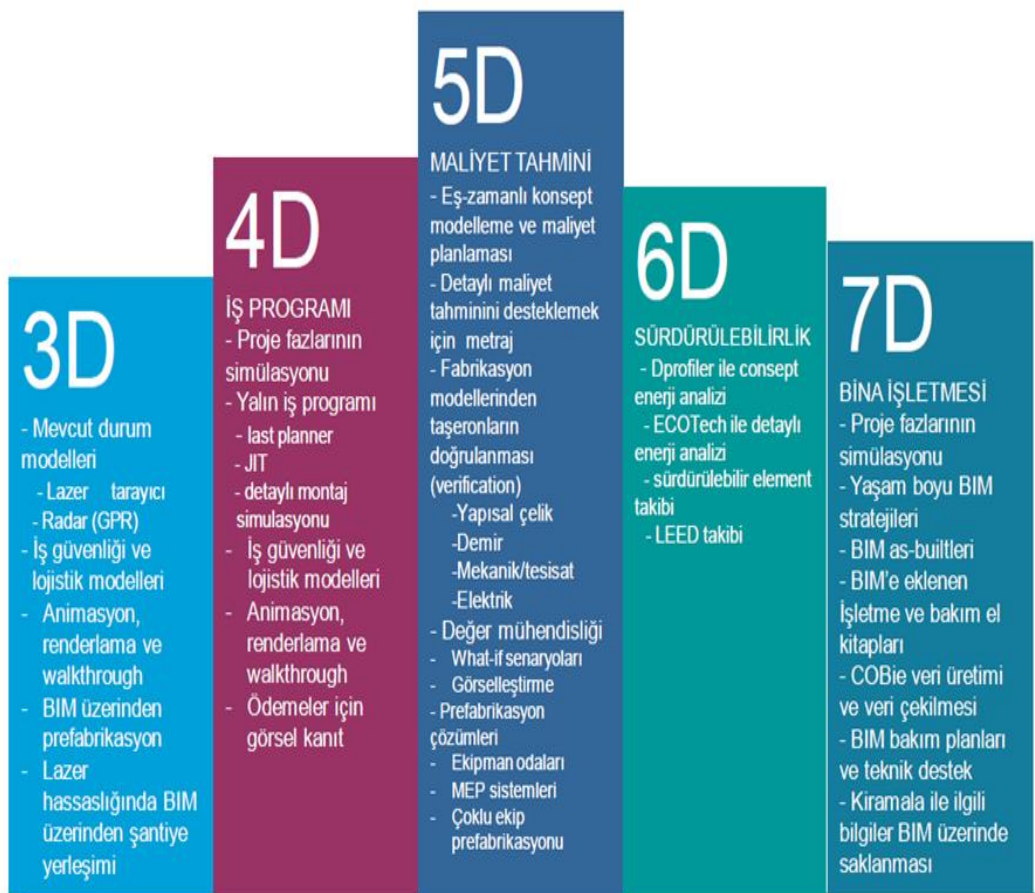 3D
- Mevcut durum
modelleri
- Lazer tarayıcı
- Radar (GPR)
- İş güvenliği ve
lojistik modelleri
- Animasyon,
renderlama ve
walkthrough
- BIM üzerinden
prefabrikasyon
- Lazer
hassaslığında BIM
üzerinden şantiye
yerleşimi
4D
İŞ PROGRAMI
- Proje fazlarının
simülasyonu
- Yalın iş programı
- last planner
- JIT
- detaylı montaj
simulasyonu
- İş güvenliği ve
lojistik modelleri
- Animasyon,
renderlama ve
walkthrough
- Ödemeler için
görsel kanıt
5D
MALİYET TAHMİNİ
- Eş-zamanlı konsept
modelleme ve maliyet
planlaması
- Detaylı maliyet
tahminini desteklemek
için metraj
- Fabrikasyon
modellerinden
taşeronların
doğrulanması
(verification)
-Yapısal çelik
-Demir
-Mekanik/tesisat
-Elektrik
- Değer mühendisliği
- What-if senaryoları
- Görselleştirme
- Prefabrikasyon
çözümleri
- Ekipman odaları
- MEP sistemleri
- Çoklu ekip
prefabrikasyonu
6D
SÜRDÜRÜLEBİLİRLİK
- Dprofiler ile consept
enerji analizi
- ECOTech ile detaylı
enerji analizi
- sürdürülebilir element
takibi
- LEED takibi
7D
BİNA İŞLETMESİ
- Proje fazlarının
simülasyonu
- Yaşam boyu BIM
stratejileri
- BIM as-builtleri
- BIM'e eklenen
İşletme ve bakım el
kitapları
- COBie veri üretimi
ve veri çekilmesi
- BIM bakım planları
ve teknik destek
- Kiramala ile ilgili
bilgiler BIM üzerinde
saklanması